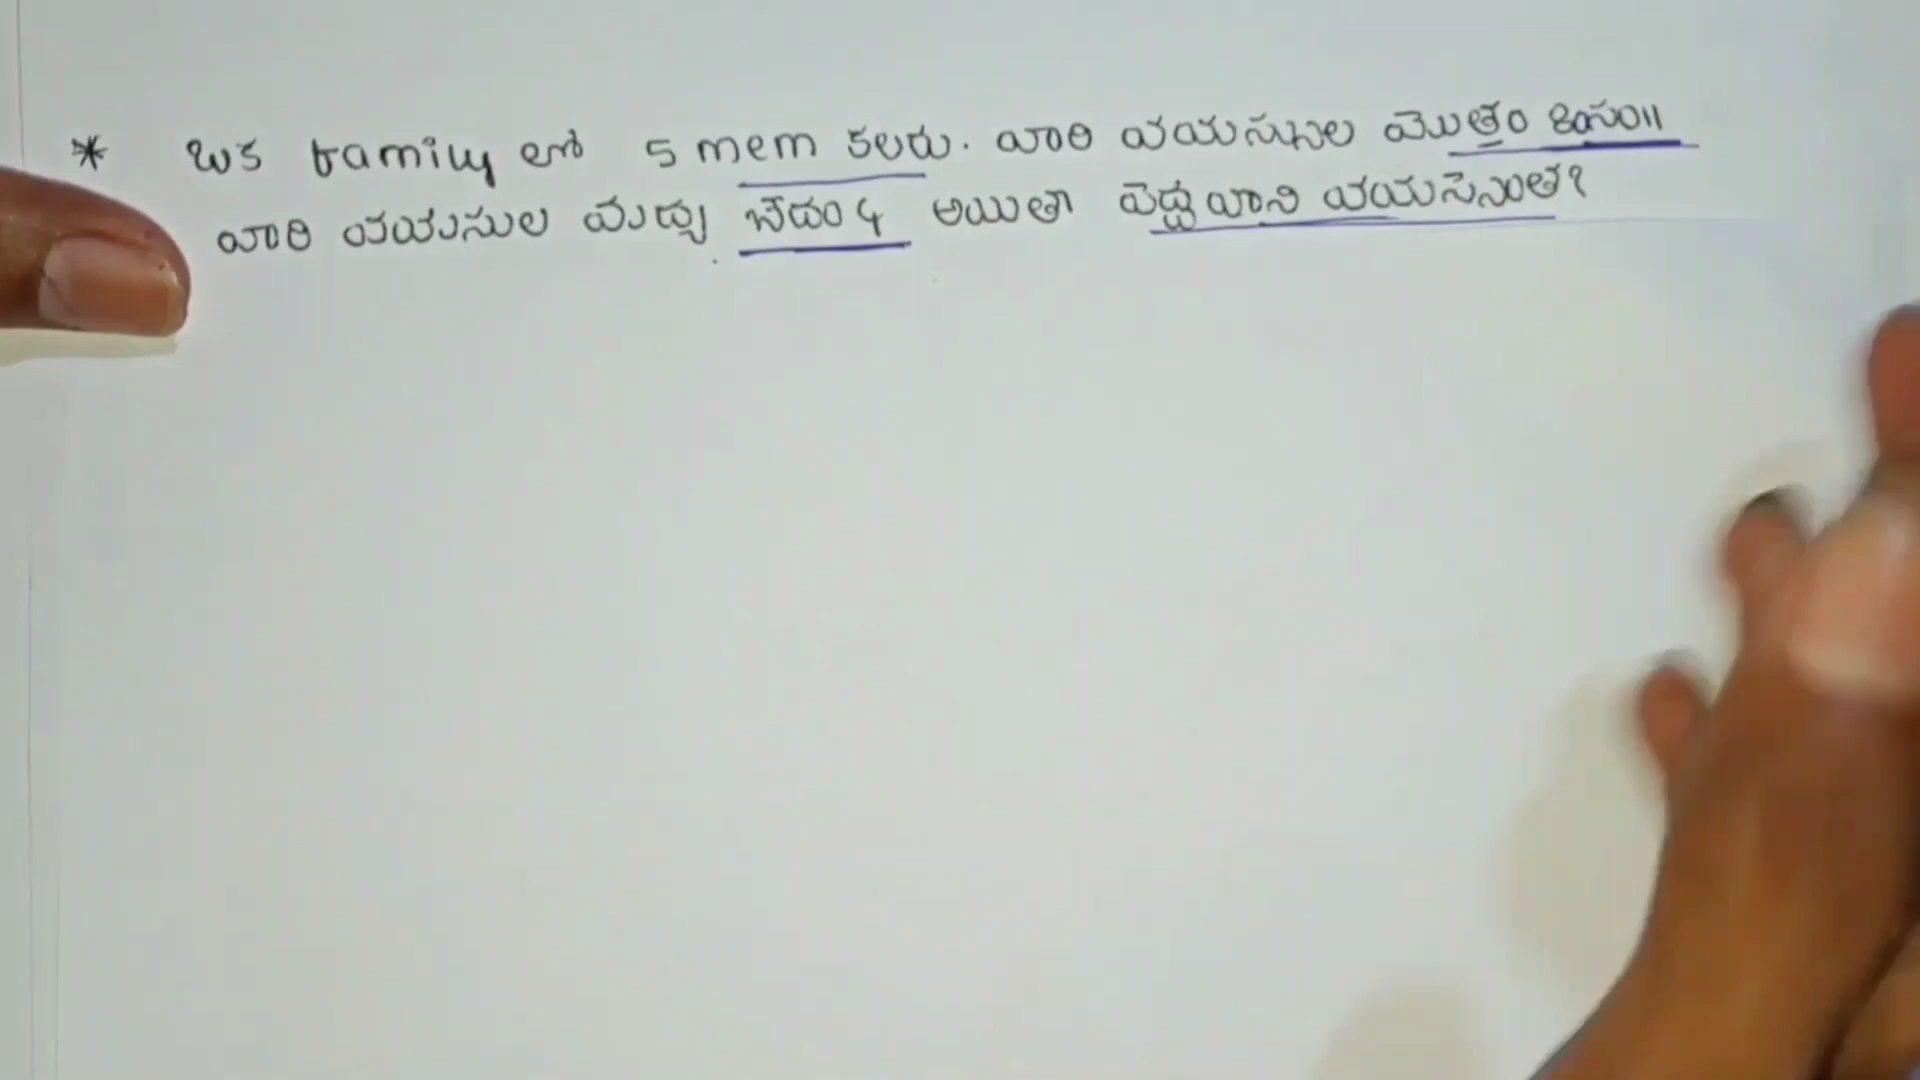 * ఒక family లో 5 mem కలరు. వారి వయస్సుల మొత్తం 80సం॥
వారి వయసుల మధ్య బేదం 4 అయితే పెద్దవాని వయసెంత?